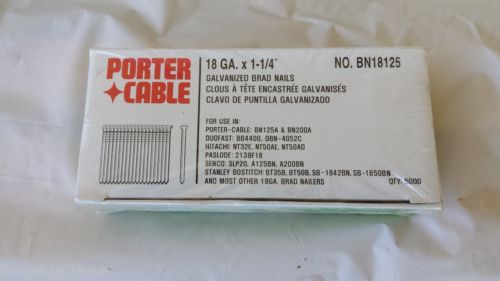 PORTER
CABLE
18 GA. x 1-1/4"
NO. BN18125
GALVANIZED BRAD NAILS
CLOUS À TÊTE ENCASTRÉE GALVANISÉS
CLAVO DE PUNTILLA GALVANIZADO
FOR USE IN:
PORTER-CABLE: BN125A & BN200A
DUOFAST: BB4400, DBN-4052C
HITACHI: NT32E, NT50AE, NT50AD
PASLODE: 2138F18
SENCO: SLP20, A125BN, A200BN
STANLEY BOSTITCH: BT35B, BT50B, SB-1842BN, SB-1850BN
AND MOST OTHER 18GA. BRAD NAILERS
QTY: 5000